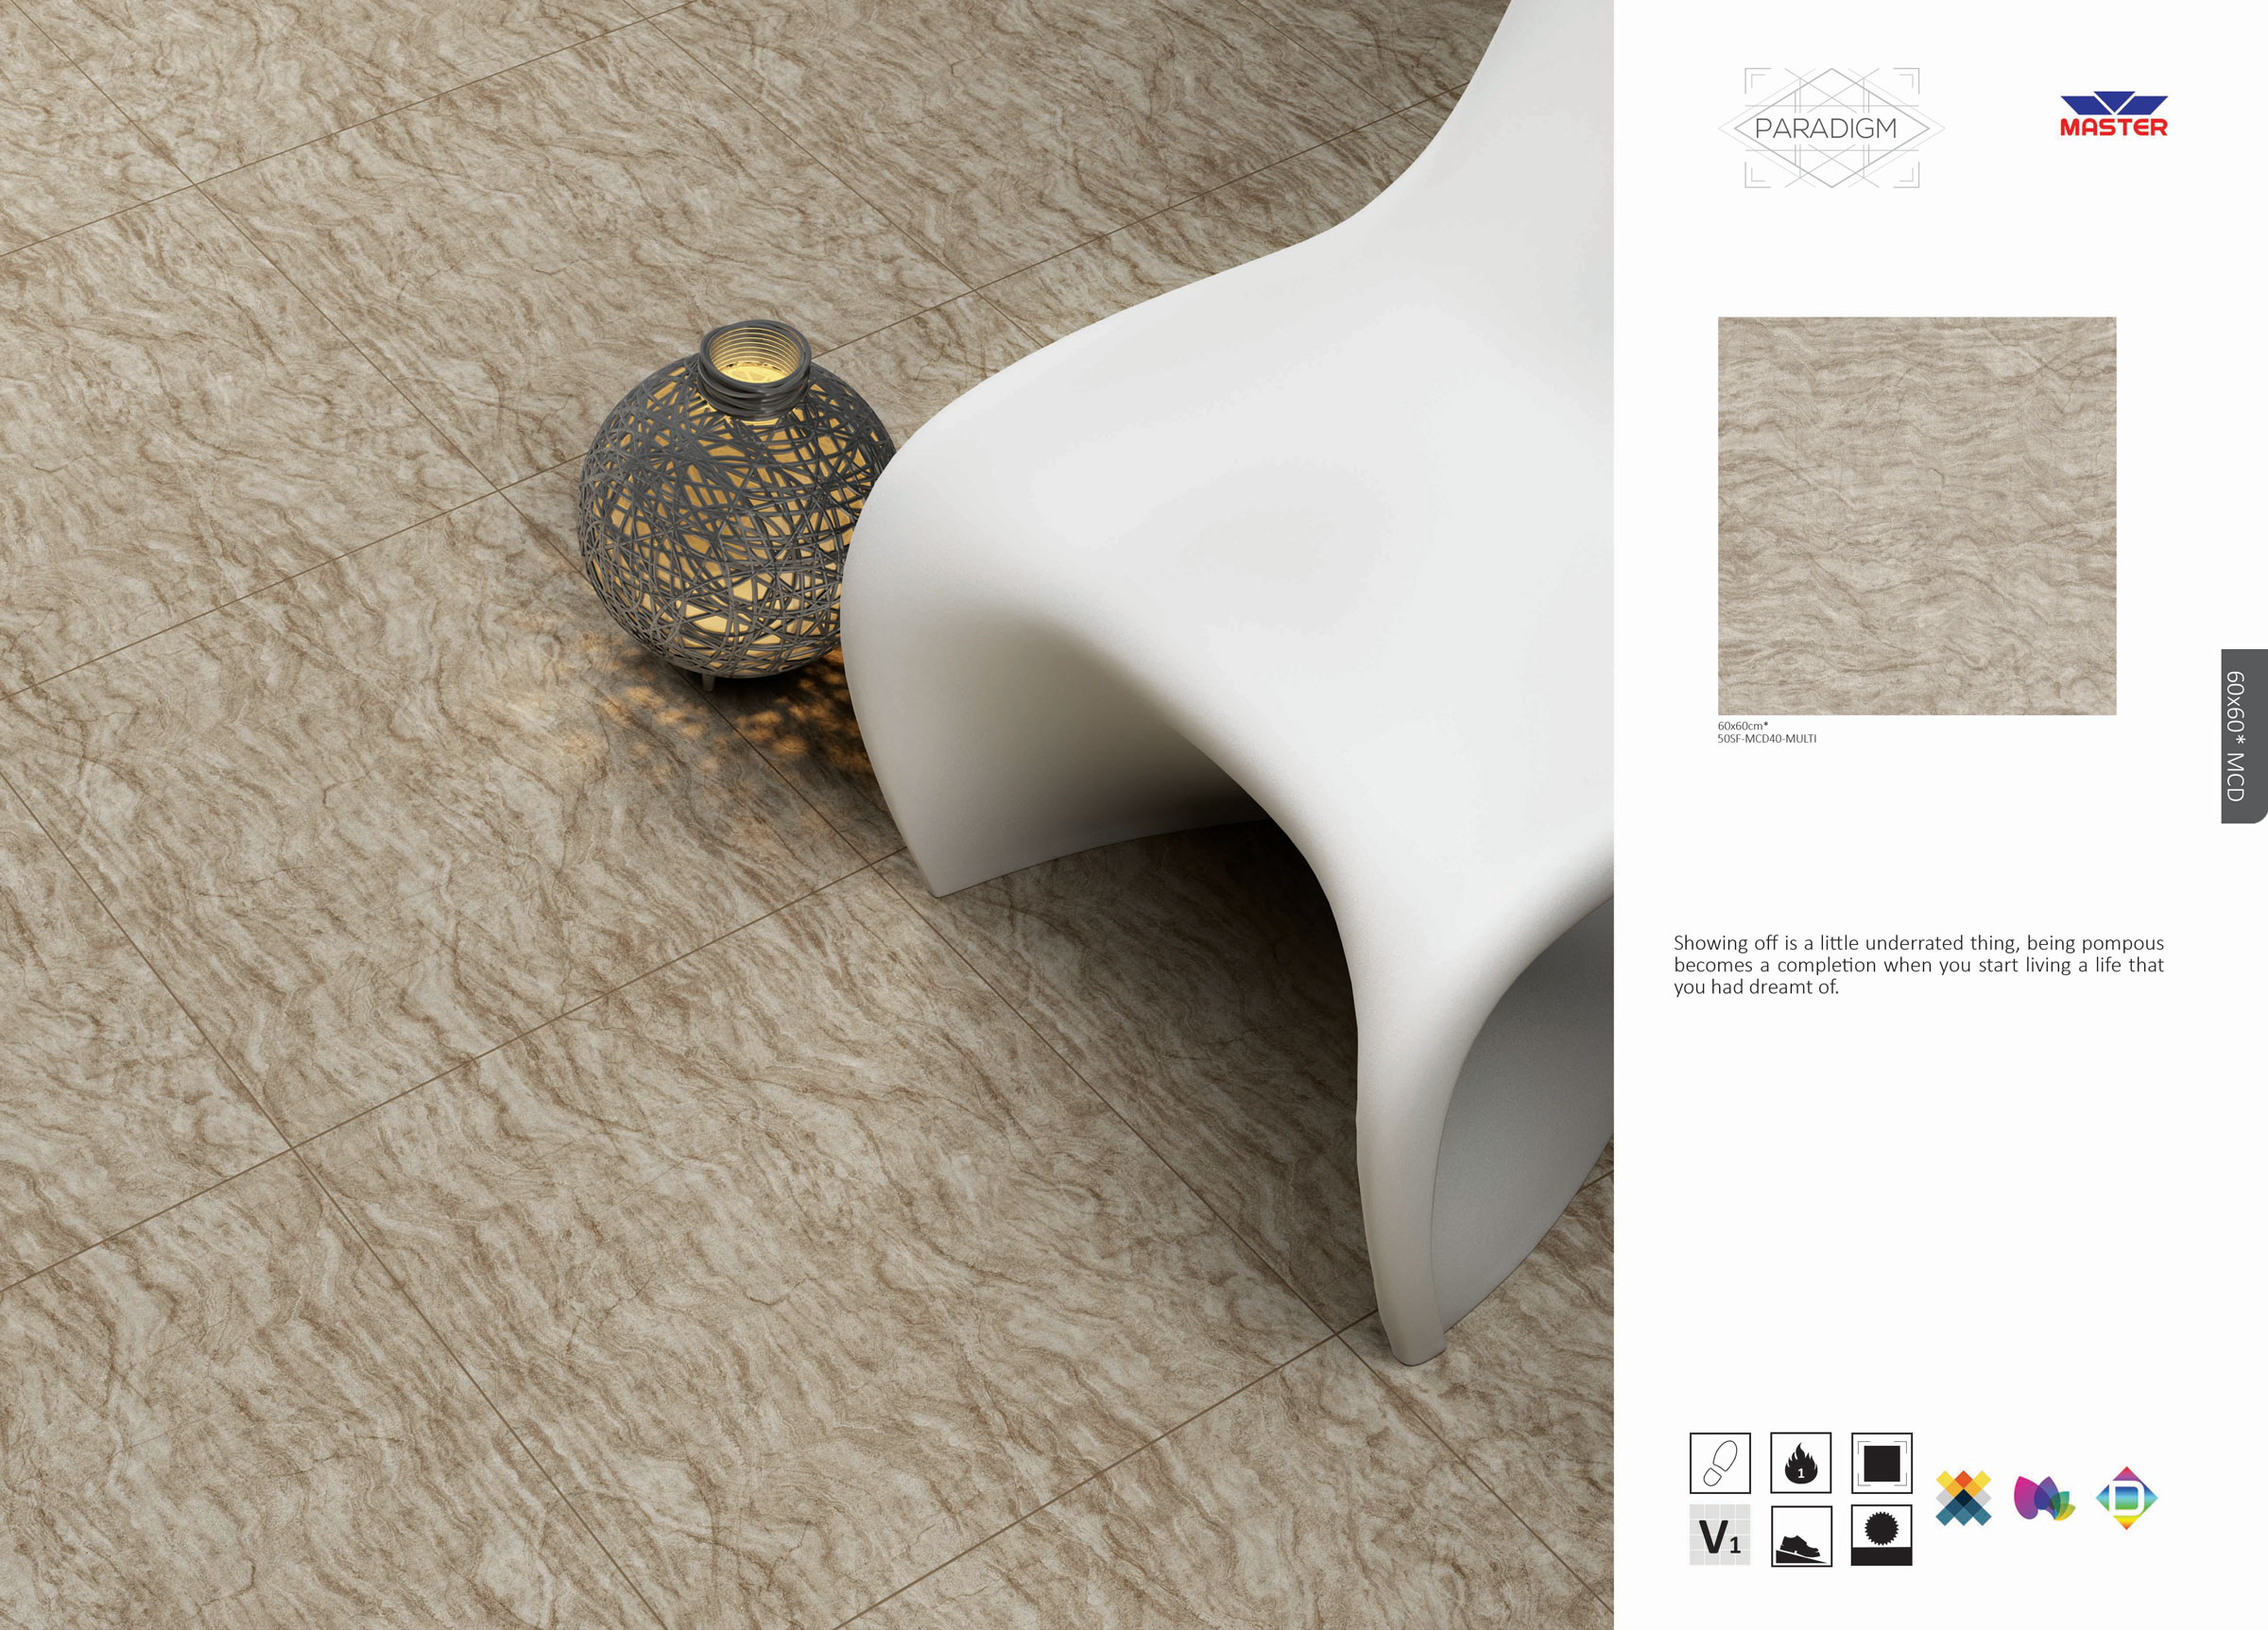 PARADIGM
MASTER
60x60cm*
50SF-MCD40-MULTI
60x60* MCD
Showing off is a little underrated thing, being pompous
becomes a completion when you start living a life that
you had dreamt of.
1
V1
D